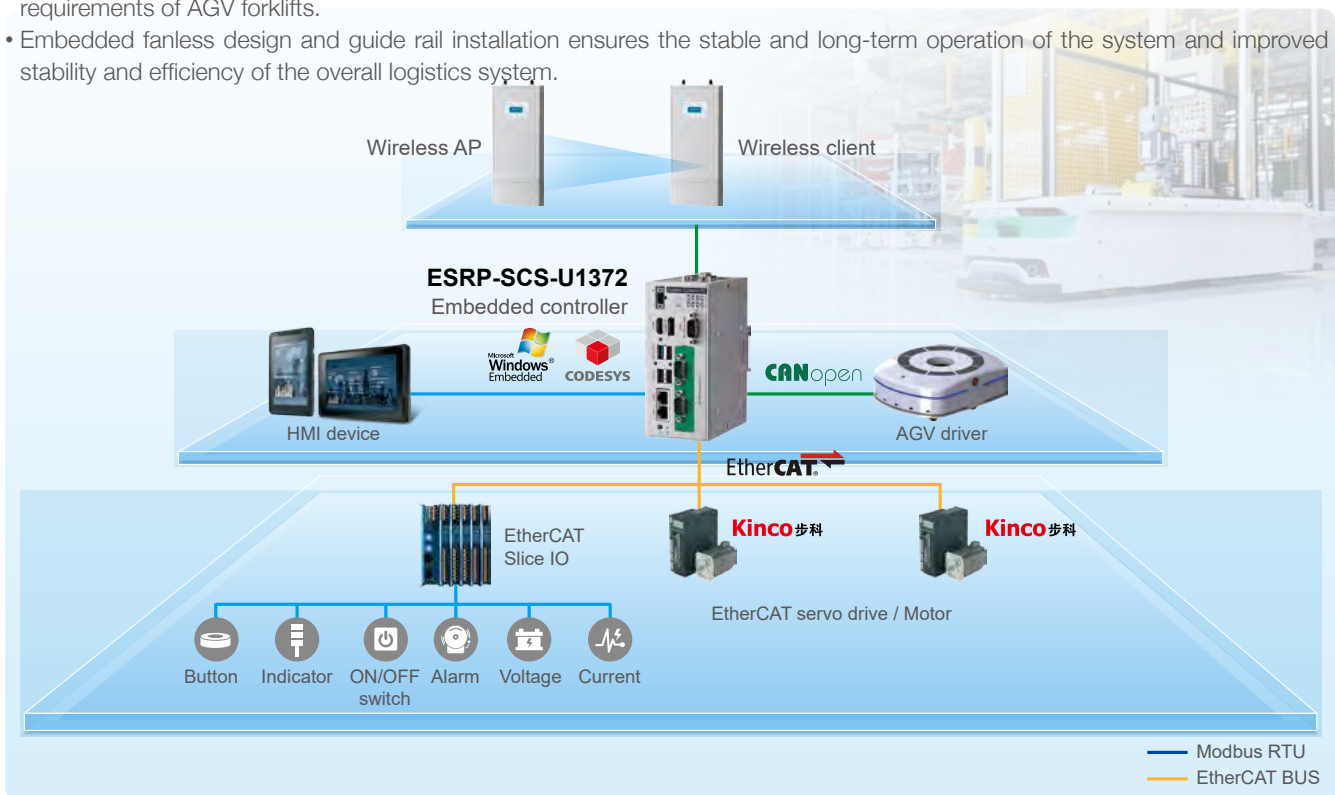 requirements of AGV forklifts.
• Embedded fanless design and guide rail installation ensures the stable and long-term operation of the system and improved
stability and efficiency of the overall logistics system.
Wireless AP
Wireless client
ESRP-SCS-U1372
Embedded controller
Microsoft
Windows®
Embedded
CODESYS
CANopen
HMI device
AGV driver
EtherCAT®
EtherCAT
Slice IO
Kinco步科
Kinco步科
EtherCAT servo drive / Motor
Button
Indicator
ON/OFF
switch
Alarm
Voltage
Current
Modbus RTU
EtherCAT BUS